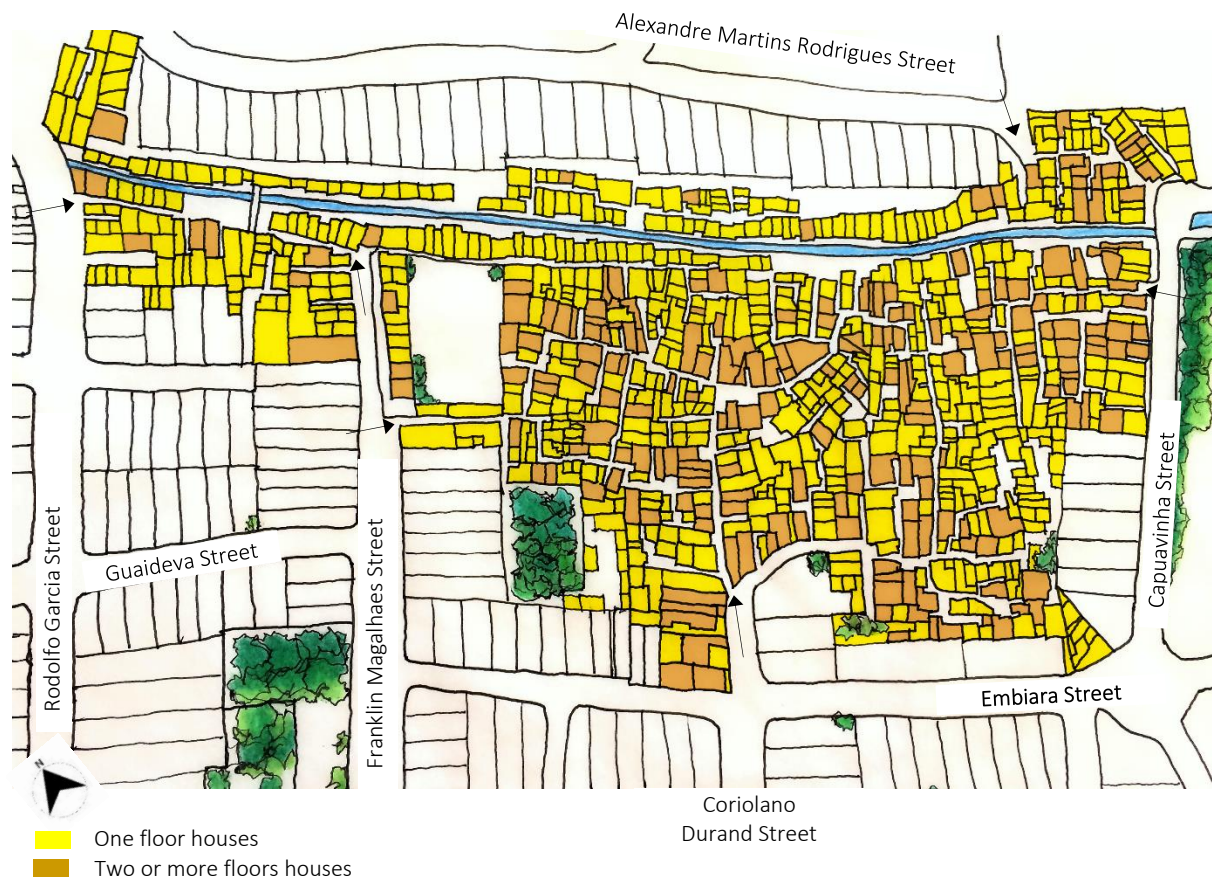 Alexandre Martins Rodrigues Street
Rodolfo Garcia Street
Guaideva Street
Franklin Magalhaes Street
Capuavinha Street
Embiara Street
Coriolano
Durand Street
N
One floor houses
Two or more floors houses